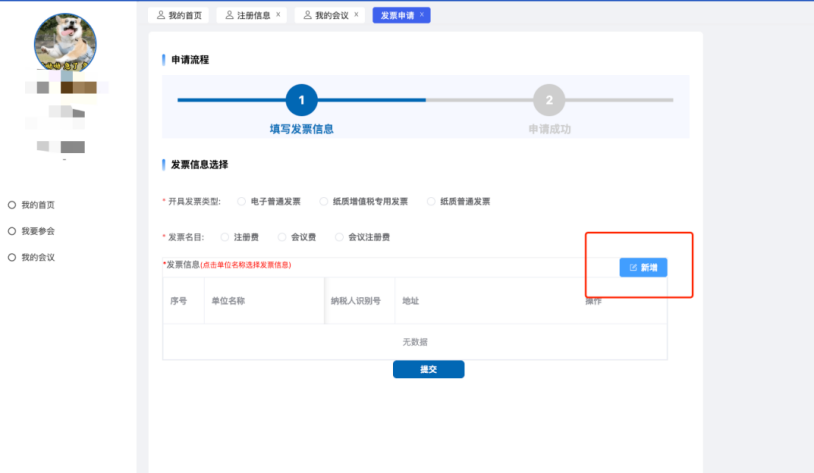 我的首页 注册信息 × 我的会议 × 发票申请 ×
我的首页
我要参会
我的会议
申请流程
1 2
填写发票信息 申请成功
发票信息选择
* 开具发票类型: 电子普通发票 纸质增值税专用发票 纸质普通发票
* 发票名目: 注册费 会议费 会议注册费
*发票信息(点击单位名称选择发票信息) 新增
序号 单位名称 纳税人识别号 地址 操作
无数据
提交